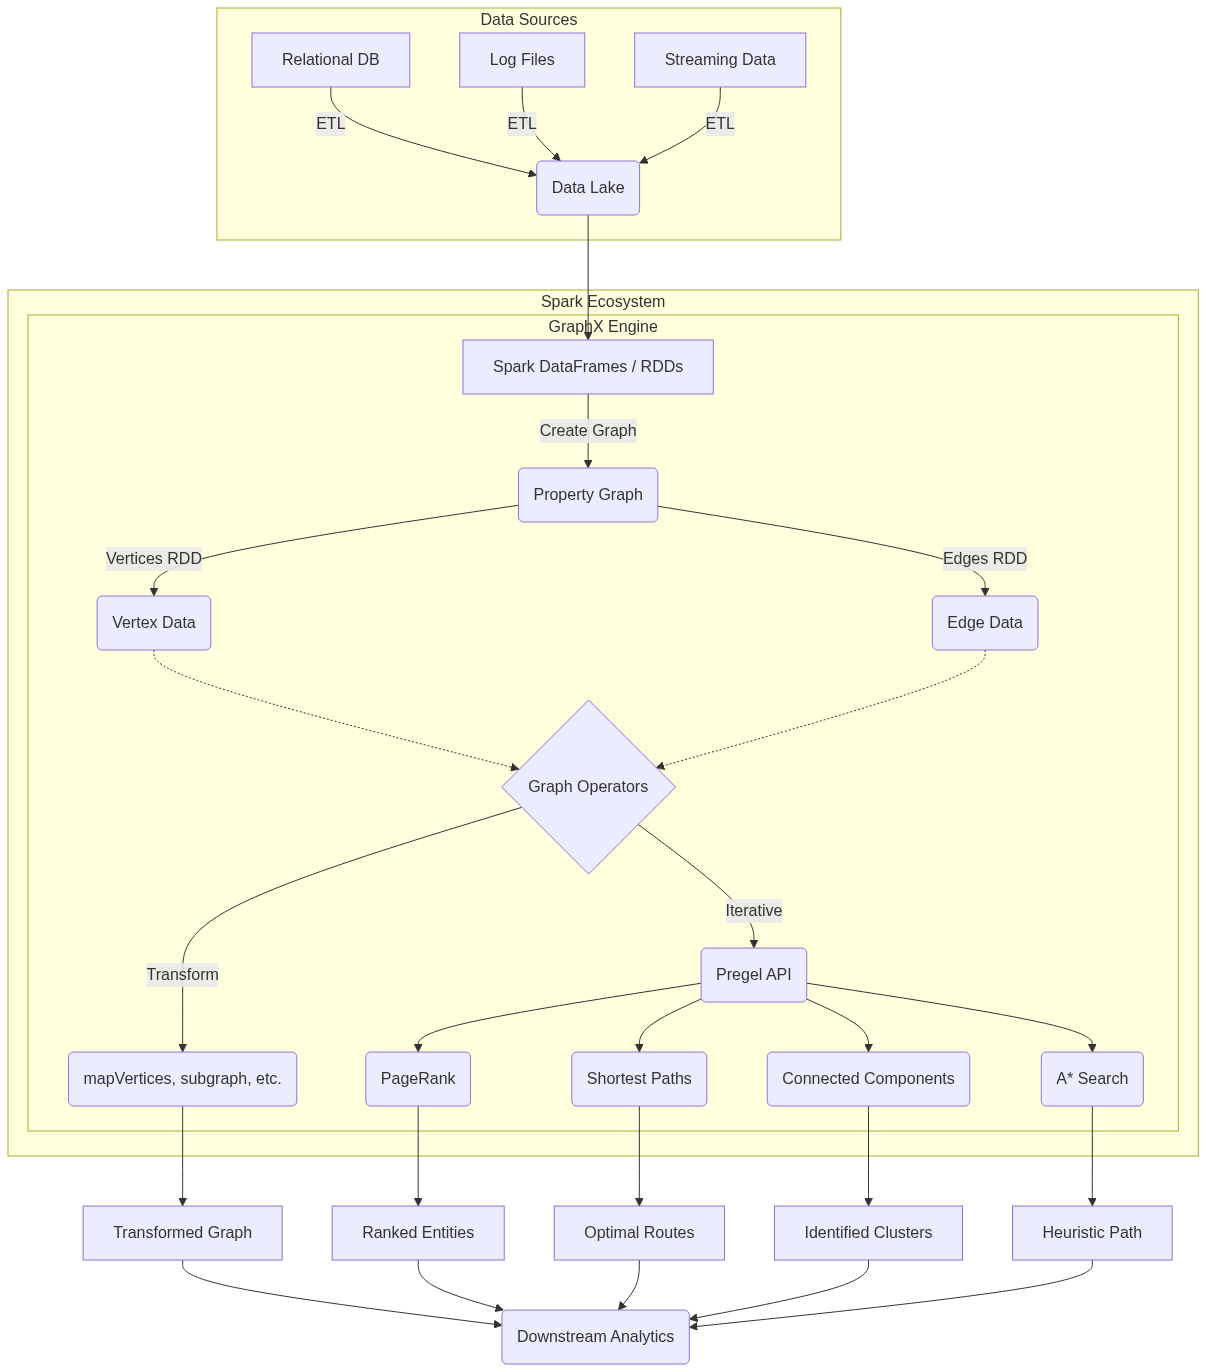 Data Sources
Relational DB
Log Files
Streaming Data
ETL
ETL
ETL
Data Lake
Spark Ecosystem
GraphX Engine
Spark DataFrames / RDDs
Create Graph
Property Graph
Vertices RDD
Edges RDD
Vertex Data
Edge Data
Graph Operators
Iterative
Transform
Pregel API
mapVertices, subgraph, etc.
PageRank
Shortest Paths
Connected Components
A* Search
Transformed Graph
Ranked Entities
Optimal Routes
Identified Clusters
Heuristic Path
Downstream Analytics